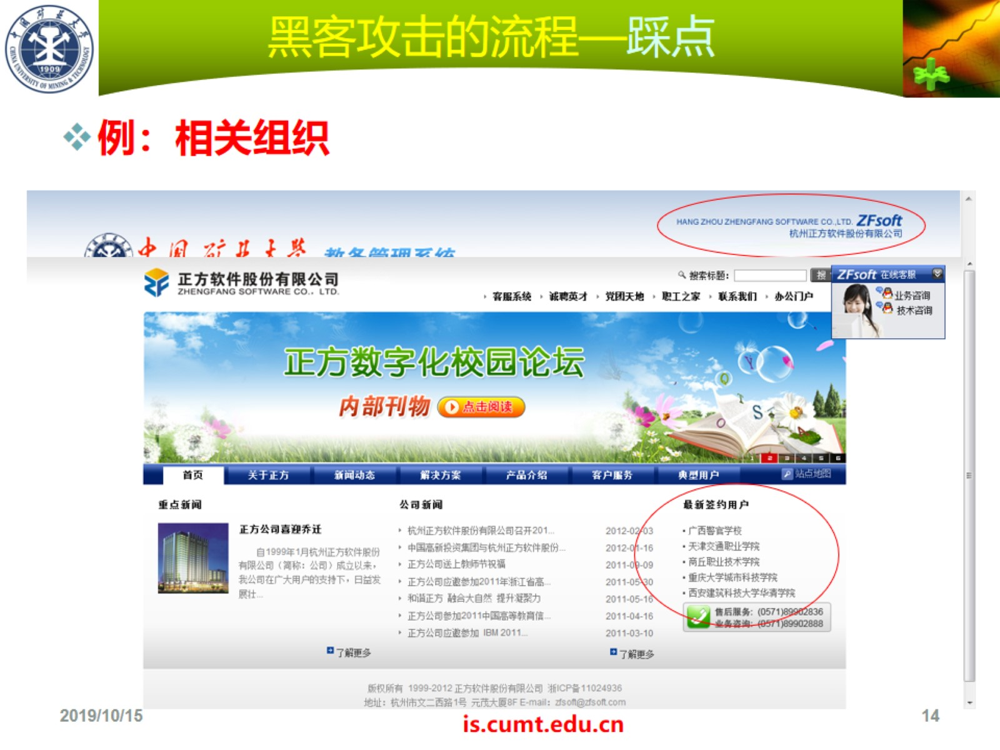 中国矿业大学
CHINA UNIVERSITY OF MINING & TECHNOLOGY
1909
黑客攻击的流程—踩点
例：相关组织
HANG ZHOU ZHENGFANG SOFTWARE CO.,LTD. ZFsoft
杭州正方软件股份有限公司
中国矿业大学 教务管理系统
正方软件股份有限公司
ZHENGFANG SOFTWARE CO., LTD.
搜索标题: 搜
ZFsoft 在线客服
业务咨询
技术咨询
客服系统 诚聘英才 党团天地 职工之家 联系我们 办公门户
正方数字化校园论坛
内部刊物 点击阅读
1 2 3 4 5 6
首页 关于正方 新闻动态 解决方案 产品介绍 客户服务 典型用户 站点地图
重点新闻
正方公司喜迎乔迁
自1999年1月杭州正方软件股份
有限公司（简称：公司）成立以来，
我公司在广大用户的支持下，日益发
展壮...
了解更多
公司新闻
杭州正方软件股份有限公司召开201... 2012-02-03
中国高新投资集团与杭州正方软件股份... 2012-01-16
正方公司送上教师节祝福 2011-09-09
正方公司应邀参加2011年浙江省高... 2011-05-30
和谐正方 融合大自然 提升凝聚力 2011-05-16
正方公司参加2011中国高等教育信... 2011-04-16
正方公司应邀参加 IBM 2011... 2011-03-10
了解更多
最新签约用户
广西警官学校
天津交通职业学院
商丘职业技术学院
重庆大学城市科技学院
西安建筑科技大学华清学院
售后服务: (0571)89902836
业务咨询: (0571)89902888
版权所有 1999-2012 正方软件股份有限公司 浙ICP备11024936
地址：杭州市文二西路1号 元茂大厦8F E-mail：zfsoft@zfsoft.com
2019/10/15
is.cumt.edu.cn
14